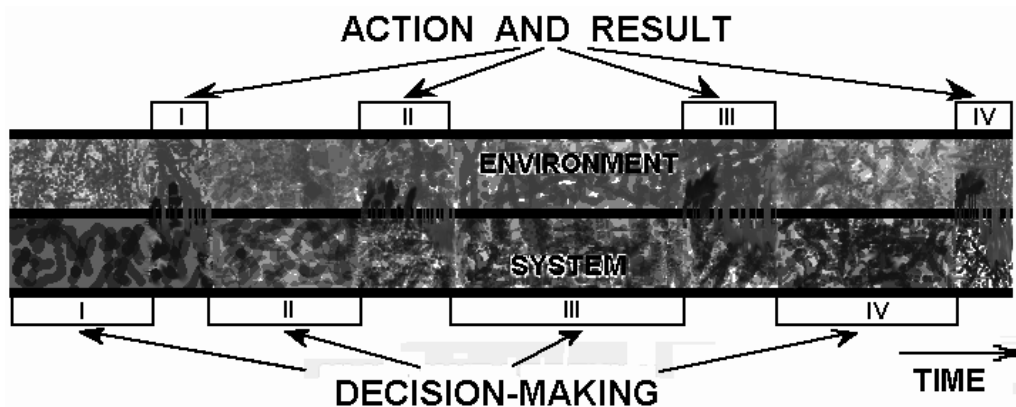 ACTION AND RESULT
I II III IV
ENVIRONMENT
SYSTEM
I II III IV
TIME
DECISION-MAKING